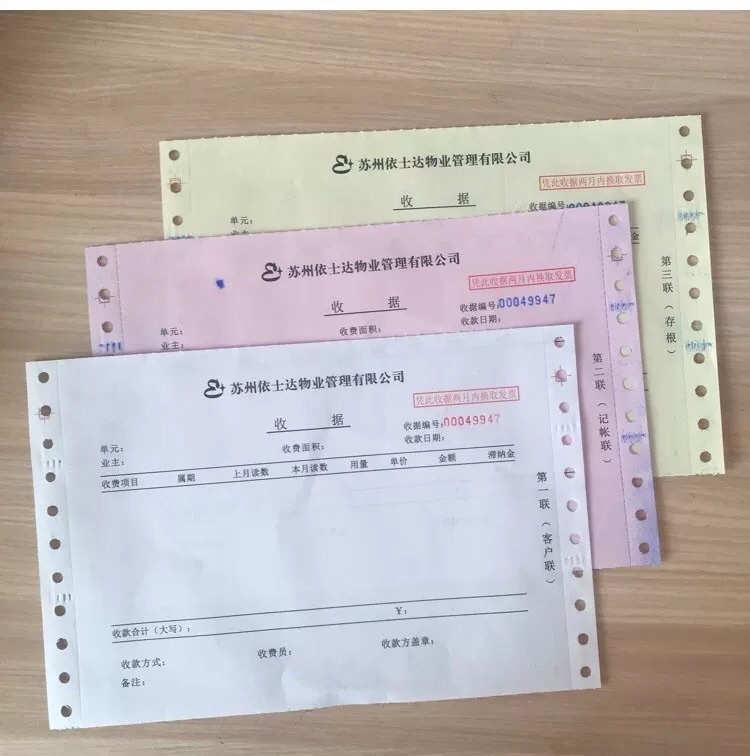 苏州依士达物业管理有限公司
凭此收据两月内换取发票
收 据
收据编号:
单元:
业主:
金
第三联(存根)
苏州依士达物业管理有限公司
凭此收据两月内换取发票
收 据
收据编号:00049947
单元: 收费面积: 收款日期:
业主:
第二联(记帐联)
苏州依士达物业管理有限公司
凭此收据两月内换取发票
收 据
收据编号:00049947
单元: 收费面积: 收款日期:
业主:
收费项目 属期 上月读数 本月读数 用量 单价 金额 滞纳金
第一联(客户联)
收款合计(大写): ¥:
收款方式: 收费员: 收款方盖章:
备注: